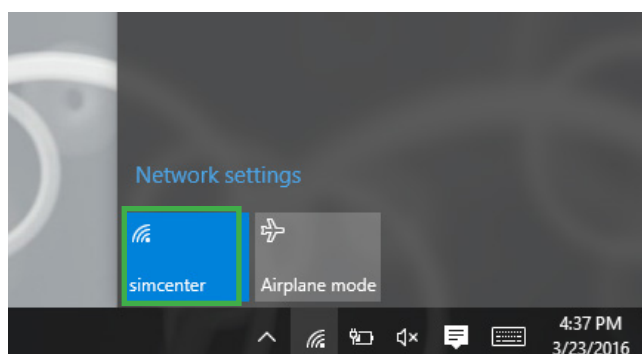 Network settings
simcenter
Airplane mode
4:37 PM
3/23/2016